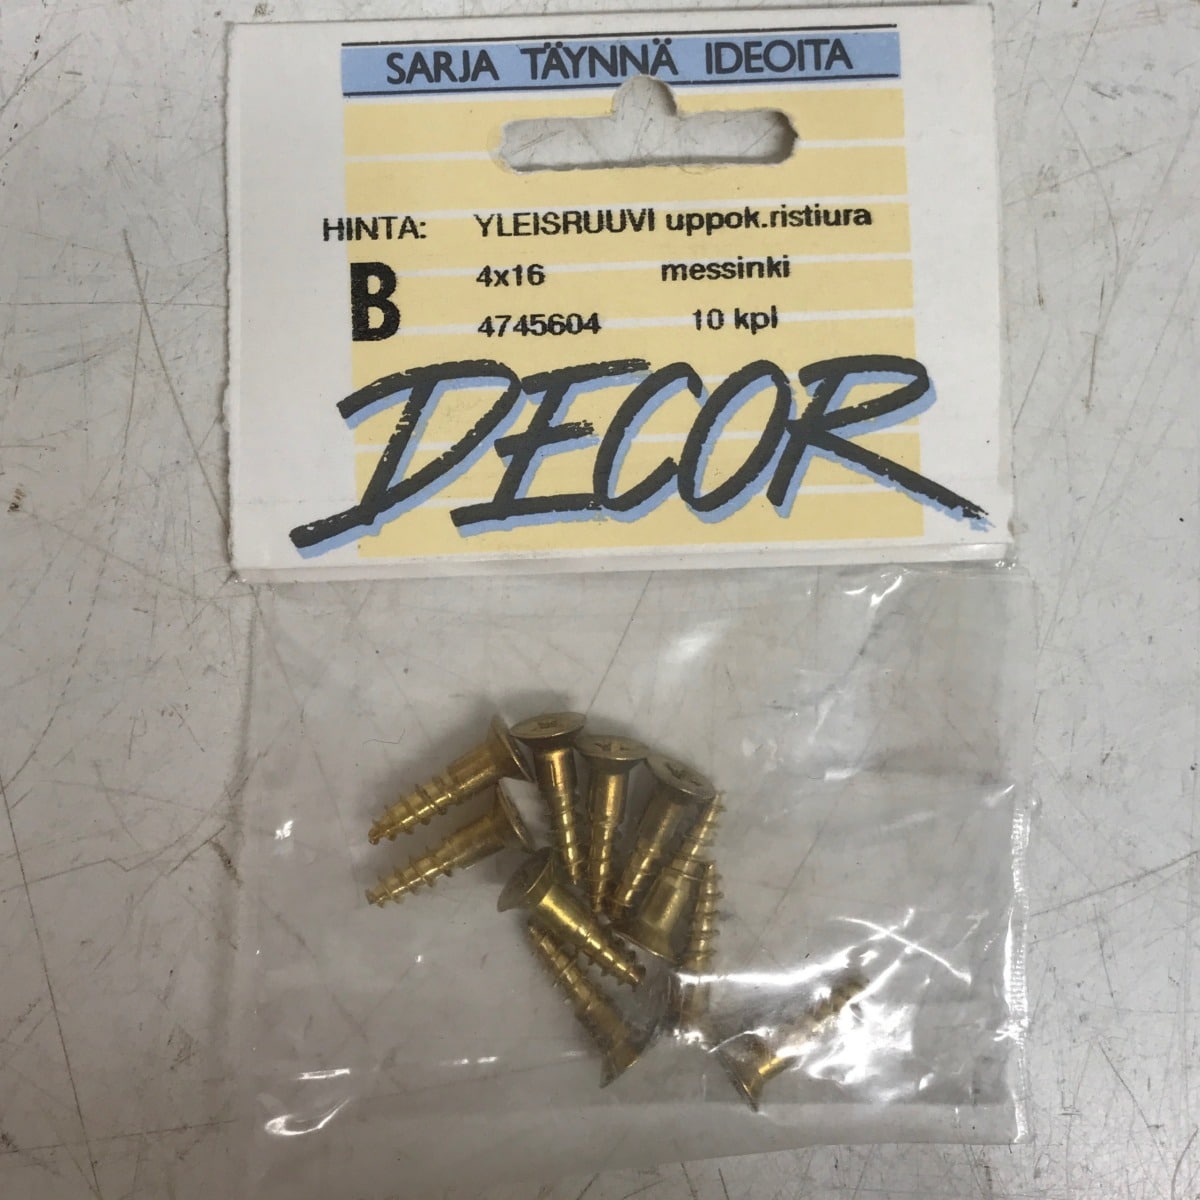 SARJA TÄYNNÄ IDEOITA
HINTA: YLEISRUUVI uppok.ristiura
B 4x16 messinki
4745604 10 kpl
DECOR